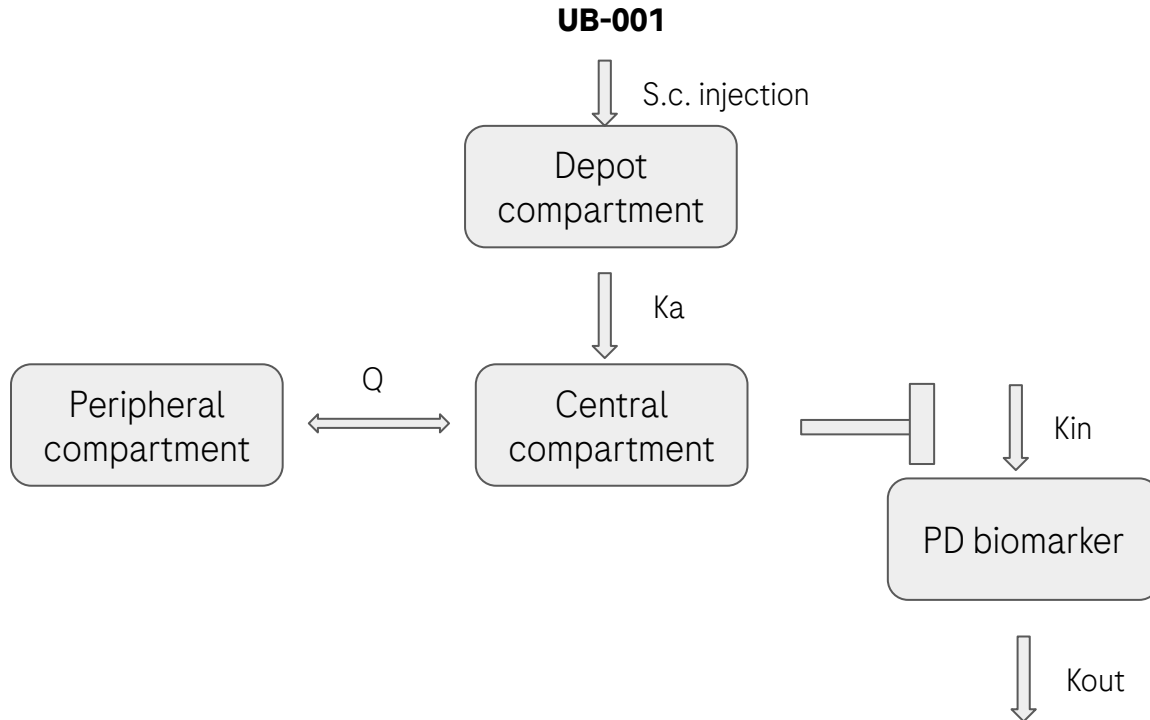 UB-001
S.c. injection
Depot
compartment
Ka
Peripheral
compartment
Q
Central
compartment
Kin
PD biomarker
Kout